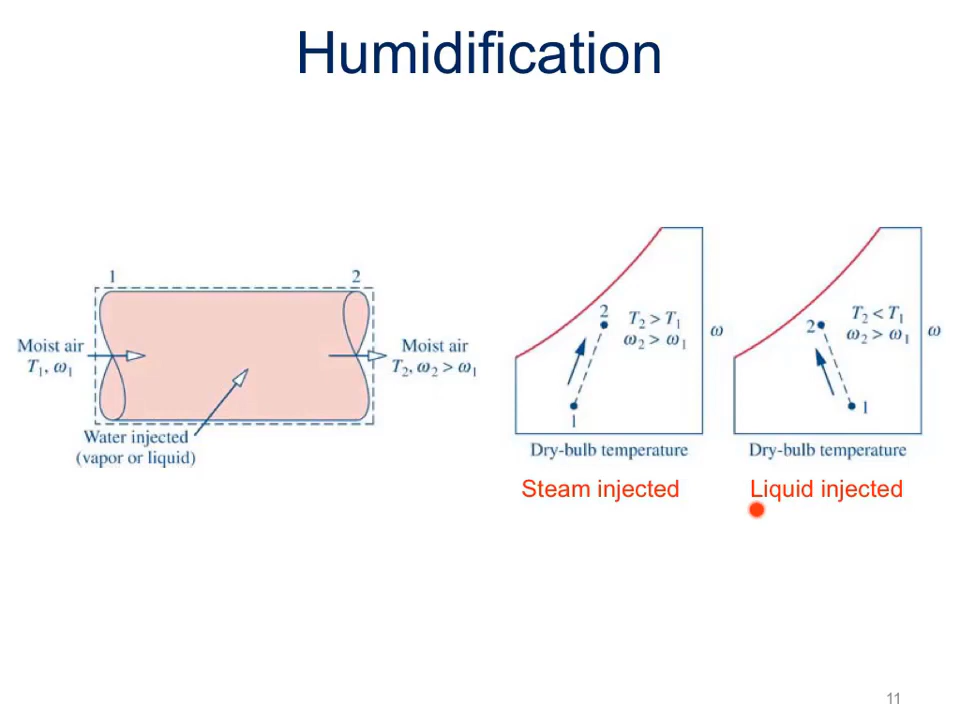 Humidification
1
2
Moist air
T1, ω1
Moist air
T2, ω2 > ω1
Water injected
(vapor or liquid)
2
T2 > T1
ω2 > ω1
1
ω
Dry-bulb temperature
Steam injected
2
T2 < T1
ω2 > ω1
1
ω
Dry-bulb temperature
Liquid injected
11